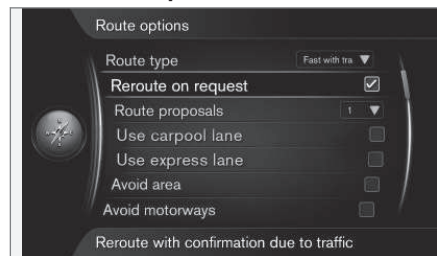 Route options
Route type Fast with tra
Reroute on request
Route proposals 1
Use carpool lane
Use express lane
Avoid area
Avoid motorways
Reroute with confirmation due to traffic